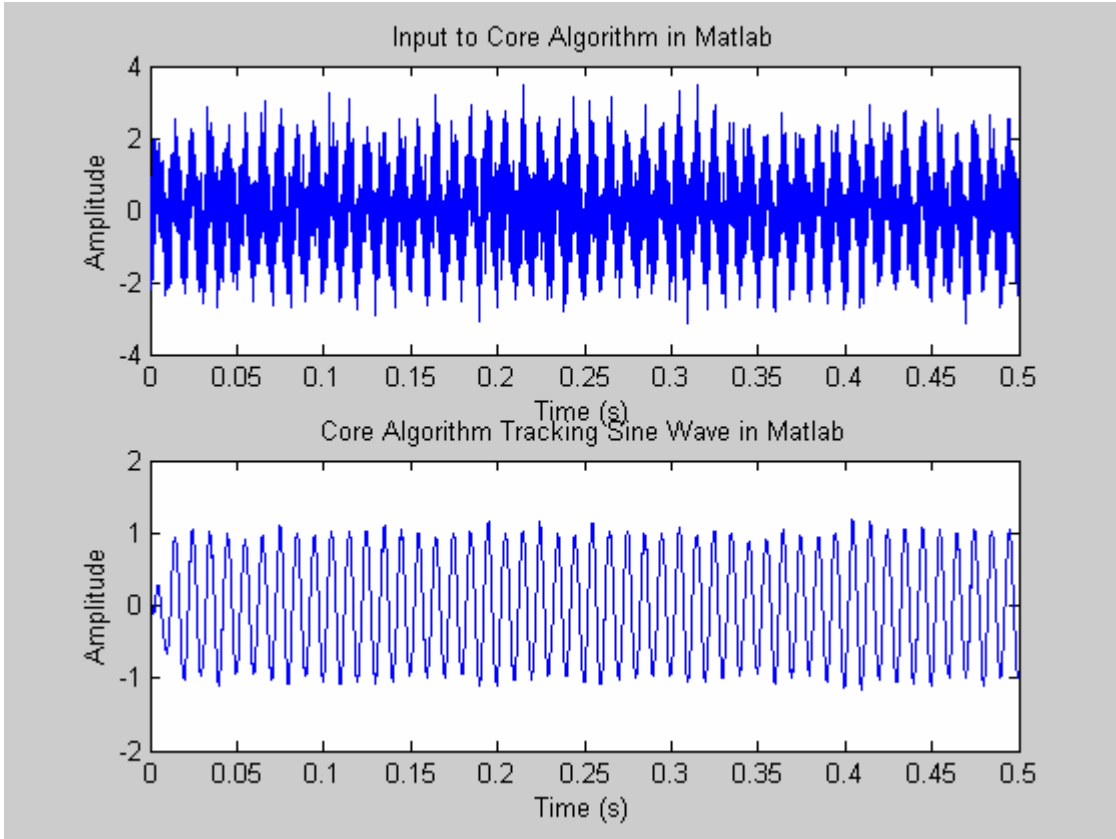 Input to Core Algorithm in Matlab
4
2
0
-2
-4
Amplitude
0 0.05 0.1 0.15 0.2 0.25 0.3 0.35 0.4 0.45 0.5
Time (s)
Core Algorithm Tracking Sine Wave in Matlab
2
1
0
-1
-2
Amplitude
0 0.05 0.1 0.15 0.2 0.25 0.3 0.35 0.4 0.45 0.5
Time (s)